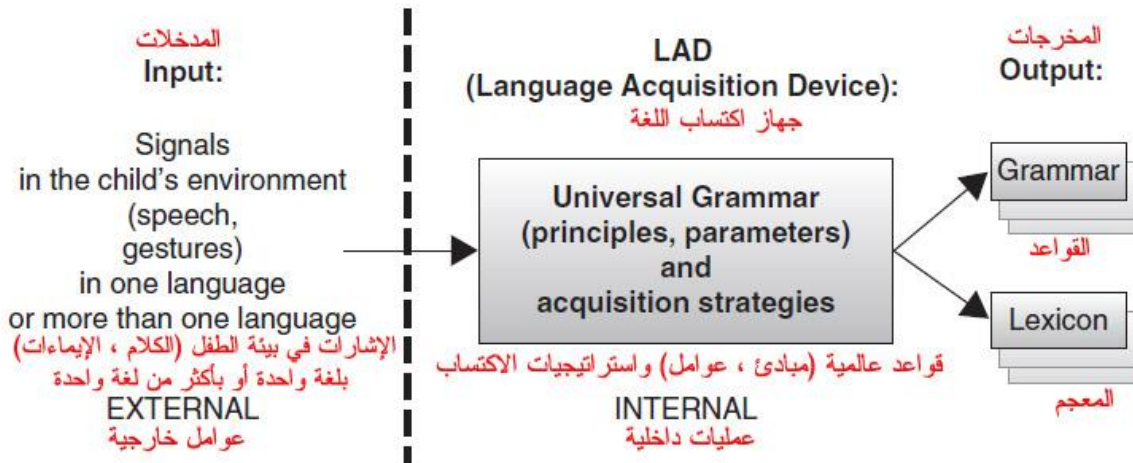 المدخلات
Input:
Signals
in the child's environment
(speech,
gestures)
in one language
or more than one language
الإشارات في بيئة الطفل (الكلام ، الإيماءات)
بلغة واحدة أو بأكثر من لغة واحدة
EXTERNAL
عوامل خارجية
LAD
(Language Acquisition Device):
جهاز اكتساب اللغة
Universal Grammar
(principles, parameters)
and
acquisition strategies
قواعد عالمية (مبادئ ، عوامل) واستراتيجيات الاكتساب
INTERNAL
عمليات داخلية
المخرجات
Output:
Grammar
القواعد
Lexicon
المعجم